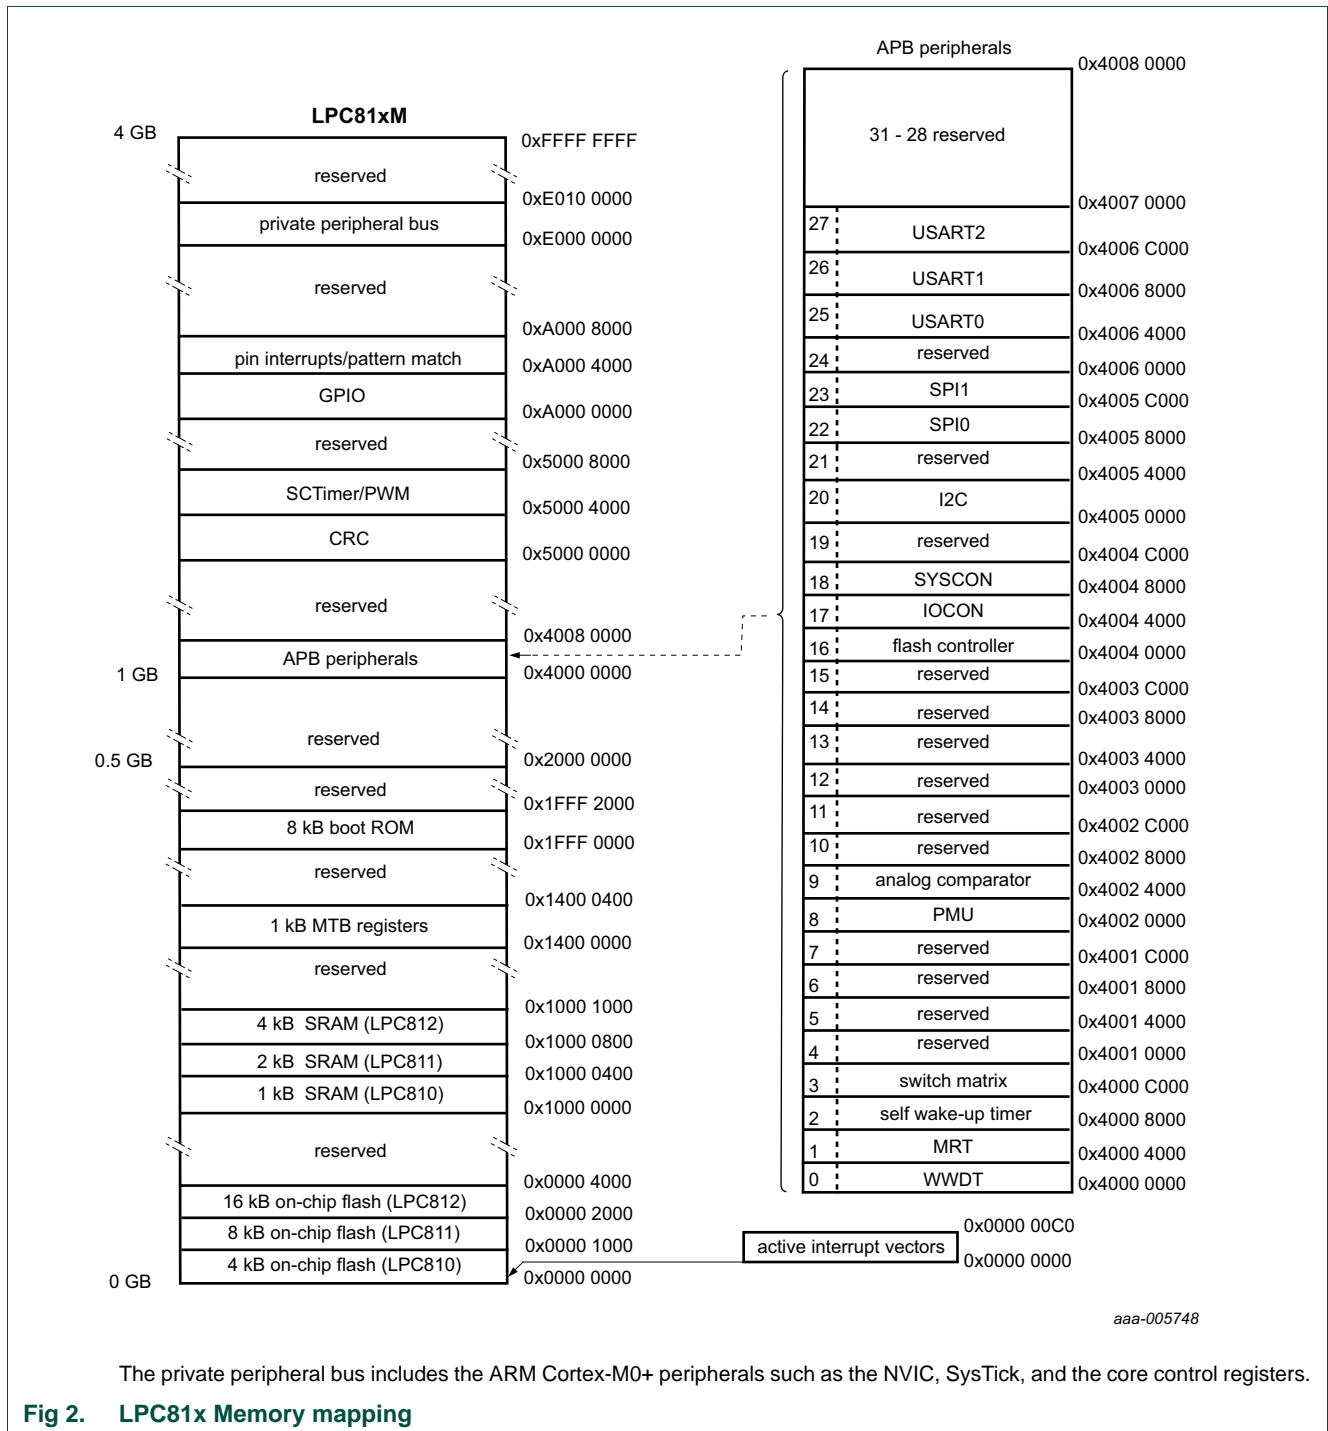 LPC81xM
4 GB
0xFFFF FFFF
reserved
0xE010 0000
private peripheral bus
0xE000 0000
reserved
0xA000 8000
pin interrupts/pattern match
0xA000 4000
GPIO
0xA000 0000
reserved
0x5000 8000
SCTimer/PWM
0x5000 4000
CRC
0x5000 0000
reserved
0x4008 0000
APB peripherals
1 GB
0x4000 0000
reserved
0.5 GB
0x2000 0000
reserved
0x1FFF 2000
8 kB boot ROM
0x1FFF 0000
reserved
0x1400 0400
1 kB MTB registers
0x1400 0000
reserved
0x1000 1000
4 kB SRAM (LPC812)
0x1000 0800
2 kB SRAM (LPC811)
0x1000 0400
1 kB SRAM (LPC810)
0x1000 0000
reserved
0x0000 4000
16 kB on-chip flash (LPC812)
0x0000 2000
8 kB on-chip flash (LPC811)
0x0000 1000
4 kB on-chip flash (LPC810)
0 GB
0x0000 0000
APB peripherals
0x4008 0000
31 - 28 reserved
0x4007 0000
27 USART2
0x4006 C000
26 USART1
0x4006 8000
25 USART0
0x4006 4000
24 reserved
0x4006 0000
23 SPI1
0x4005 C000
22 SPI0
0x4005 8000
21 reserved
0x4005 4000
20 I2C
0x4005 0000
19 reserved
0x4004 C000
18 SYSCON
0x4004 8000
17 IOCON
0x4004 4000
16 flash controller
0x4004 0000
15 reserved
0x4003 C000
14 reserved
0x4003 8000
13 reserved
0x4003 4000
12 reserved
0x4003 0000
11 reserved
0x4002 C000
10 reserved
0x4002 8000
9 analog comparator
0x4002 4000
8 PMU
0x4002 0000
7 reserved
0x4001 C000
6 reserved
0x4001 8000
5 reserved
0x4001 4000
4 reserved
0x4001 0000
3 switch matrix
0x4000 C000
2 self wake-up timer
0x4000 8000
1 MRT
0x4000 4000
0 WWDT
0x4000 0000
0x0000 00C0
active interrupt vectors
0x0000 0000
aaa-005748
The private peripheral bus includes the ARM Cortex-M0+ peripherals such as the NVIC, SysTick, and the core control registers.
Fig 2. LPC81x Memory mapping